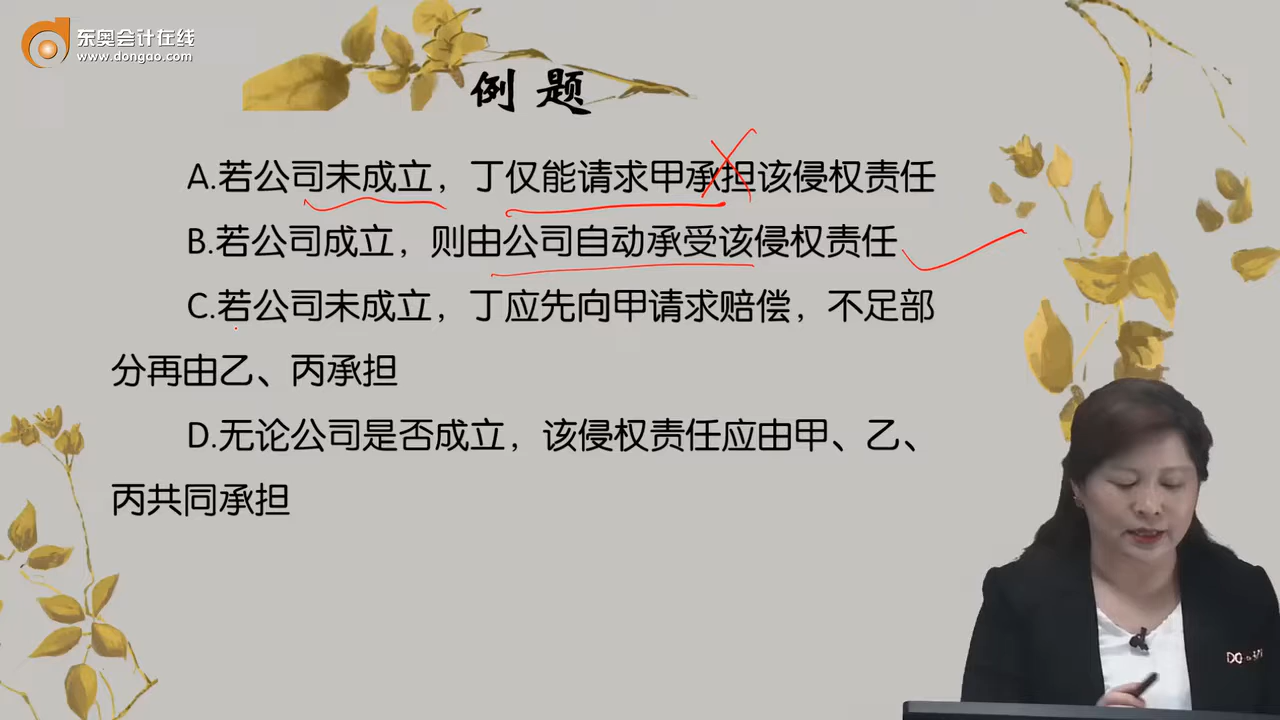 东奥会计在线
www.dongao.com
例 题
A.若公司未成立，丁仅能请求甲承担该侵权责任
B.若公司成立，则由公司自动承受该侵权责任
C.若公司未成立，丁应先向甲请求赔偿，不足部
分再由乙、丙承担
D.无论公司是否成立，该侵权责任应由甲、乙、
丙共同承担